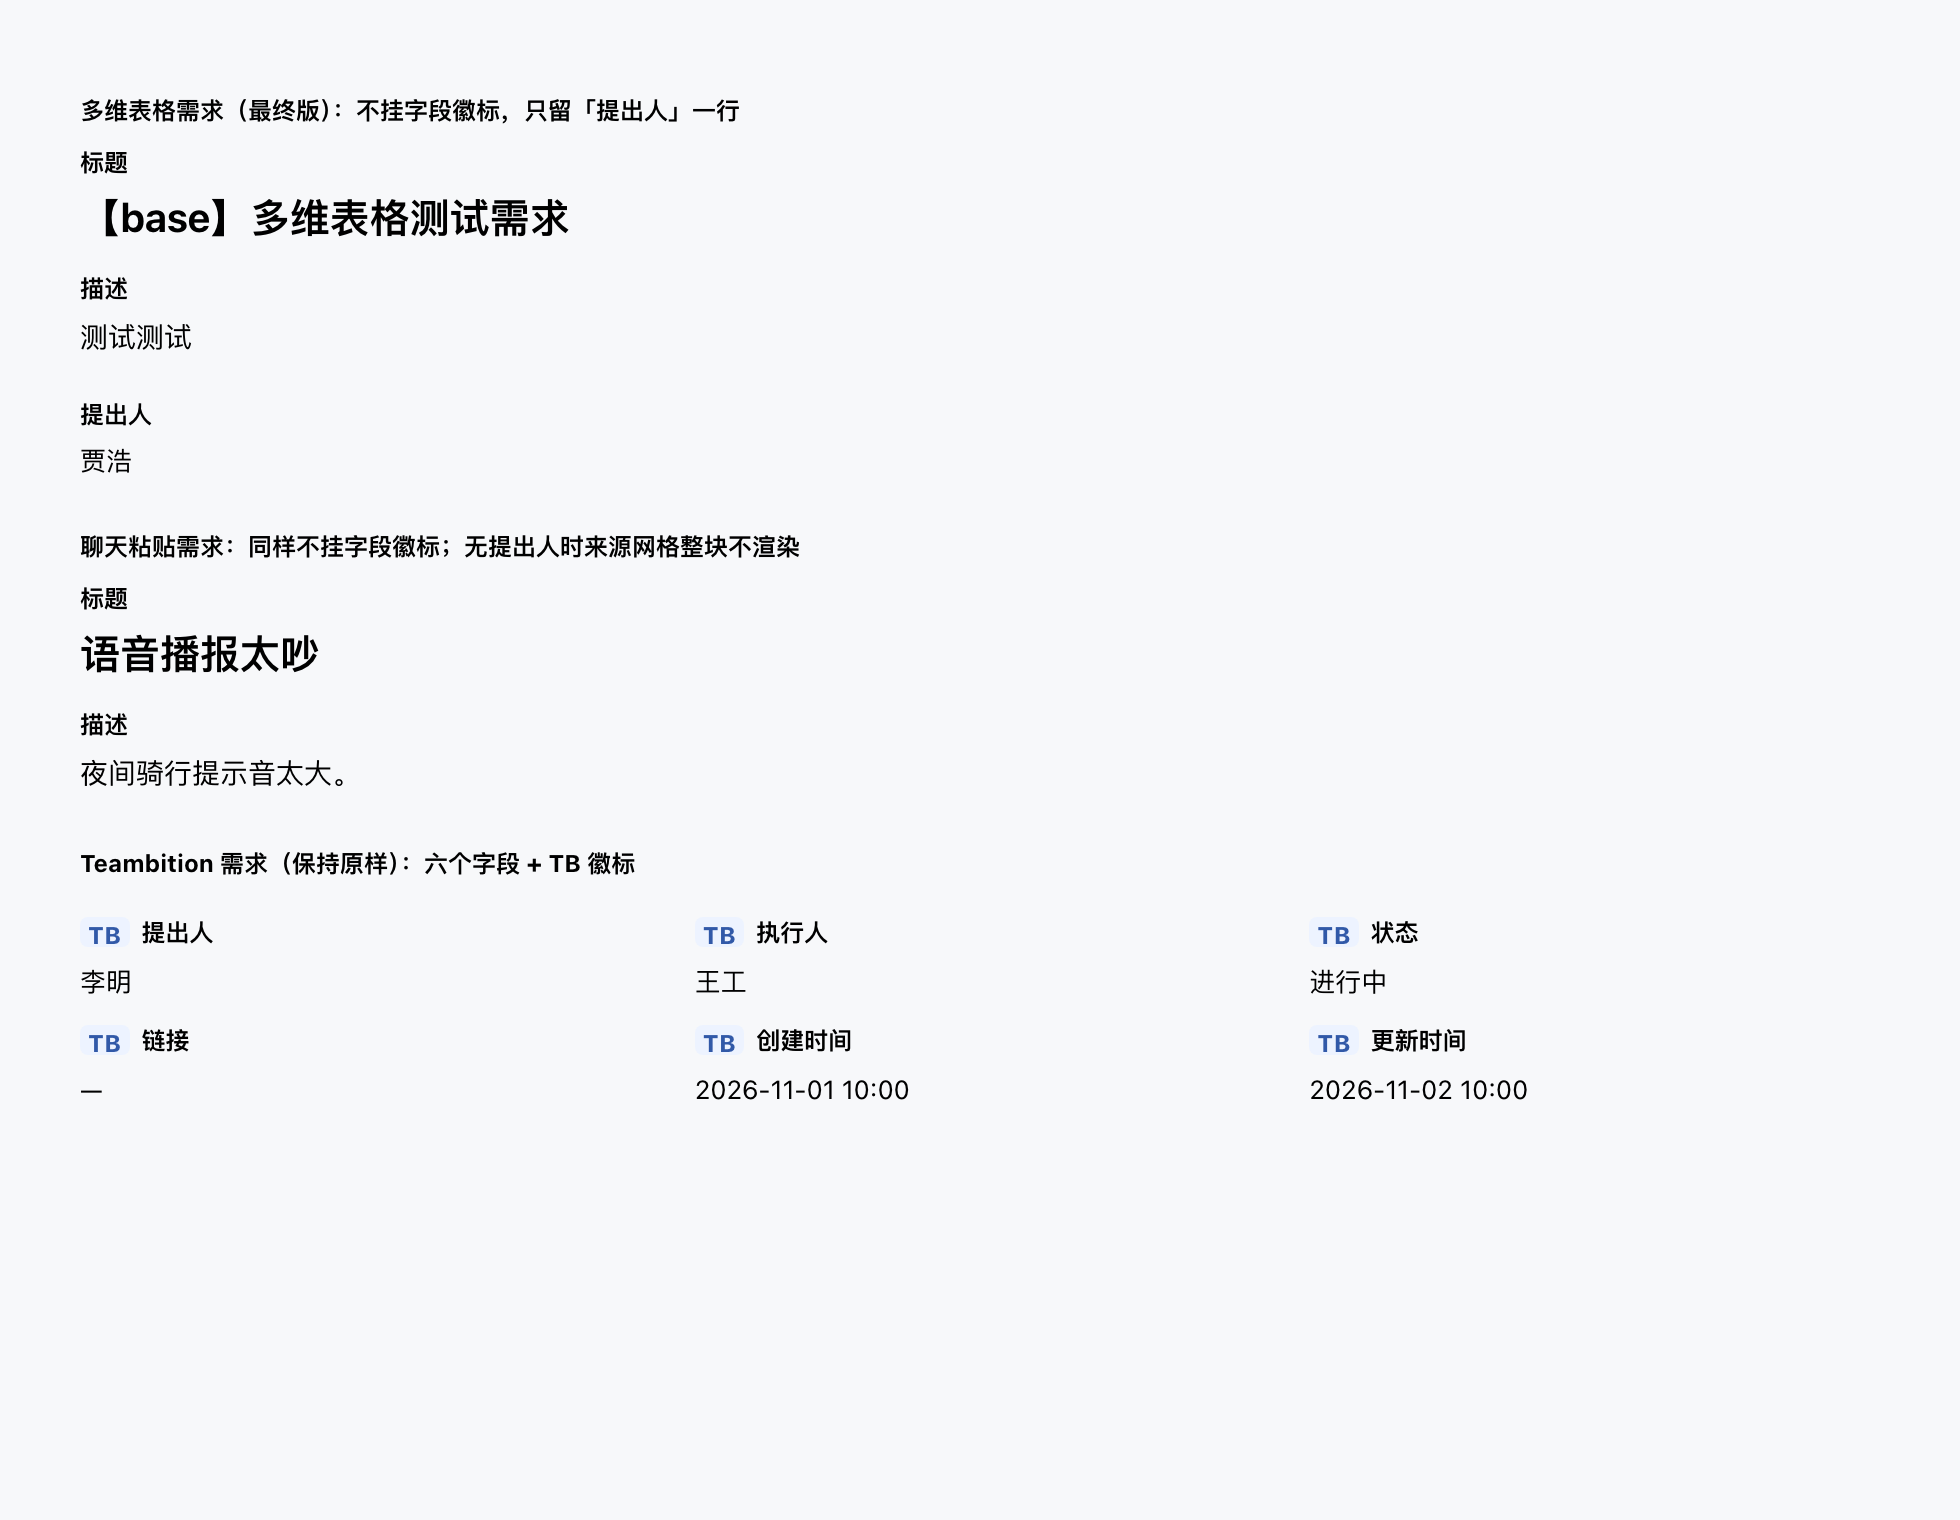 多维表格需求（最终版）：不挂字段徽标，只留「提出人」一行
标题
【base】多维表格测试需求
描述
测试测试
提出人
贾浩
聊天粘贴需求：同样不挂字段徽标；无提出人时来源网格整块不渲染
标题
语音播报太吵
描述
夜间骑行提示音太大。
Teambition 需求（保持原样）：六个字段 + TB 徽标
TB 提出人 TB 执行人 TB 状态
李明 王工 进行中
TB 链接 TB 创建时间 TB 更新时间
— 2026-11-01 10:00 2026-11-02 10:00